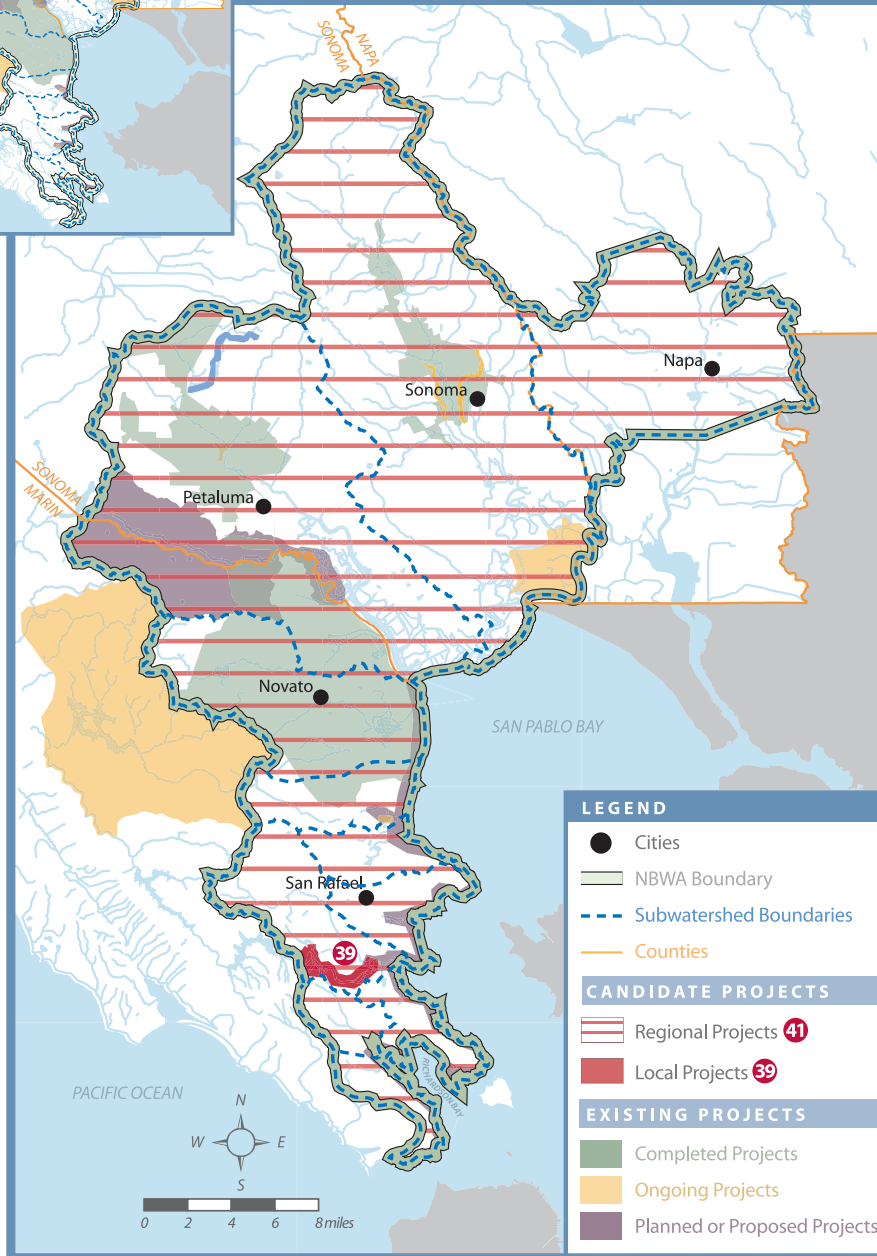 NAPA
SONOMA
Napa
Sonoma
SONOMA
MARIN
Petaluma
Novato
SAN PABLO BAY
San Rafael
39
RICHARDSON BAY
PACIFIC OCEAN
N
W E
S
0 2 4 6 8 miles
LEGEND
Cities
NBWA Boundary
Subwatershed Boundaries
Counties
CANDIDATE PROJECTS
Regional Projects 41
Local Projects 39
EXISTING PROJECTS
Completed Projects
Ongoing Projects
Planned or Proposed Projects